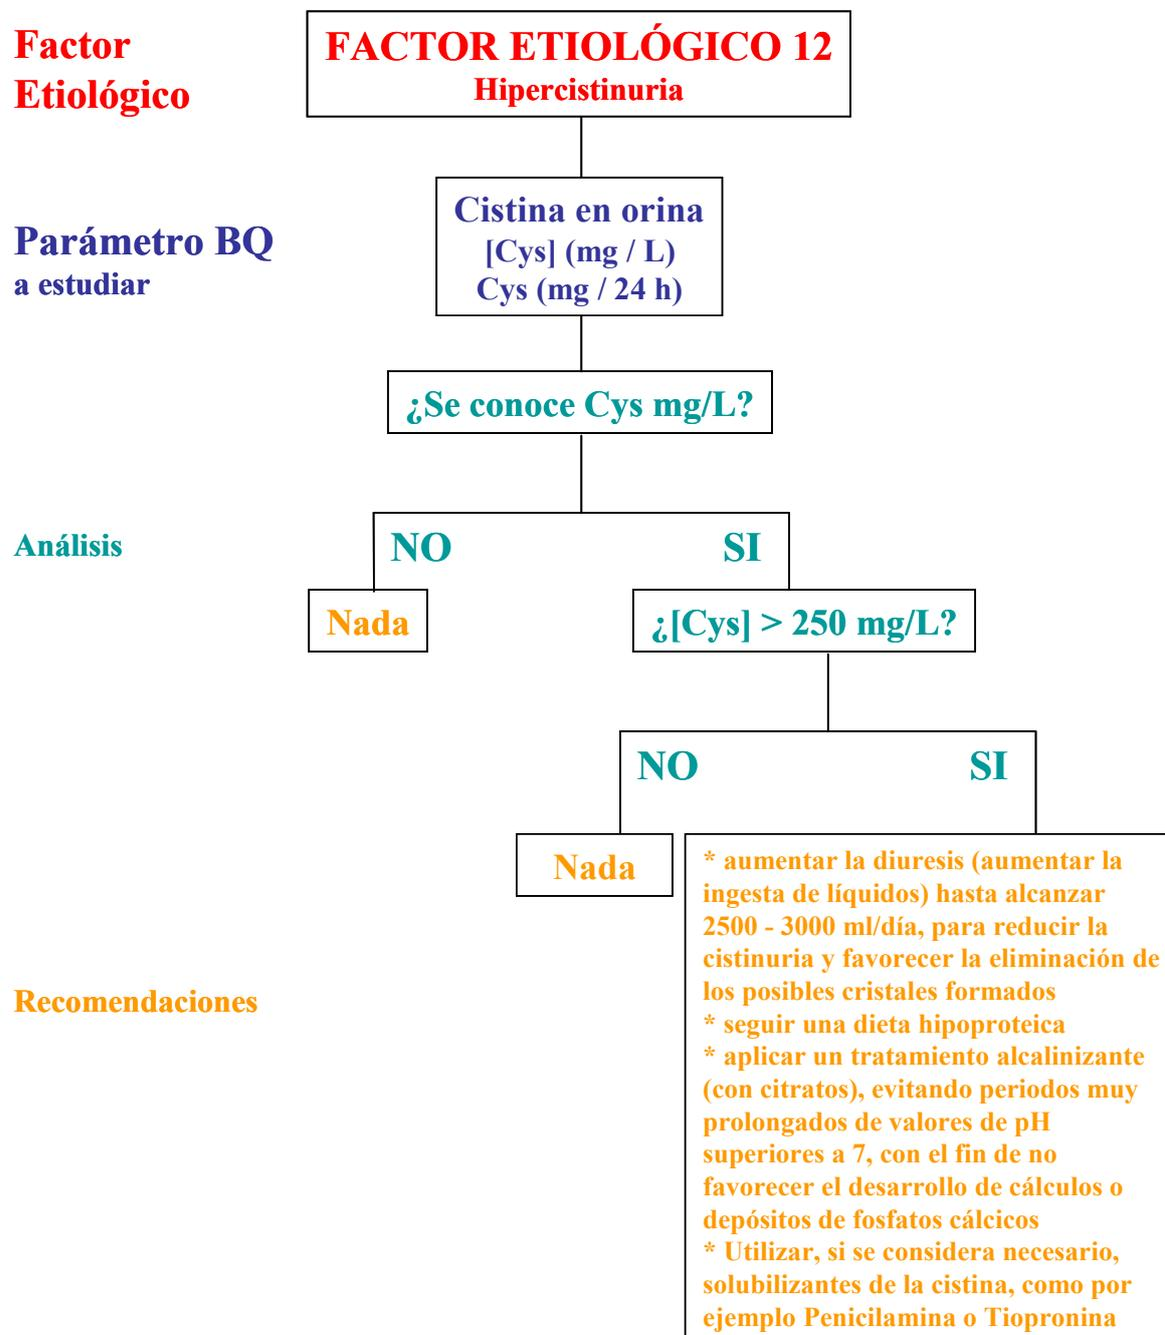 Factor
Etiológico
FACTOR ETIOLÓGICO 12
Hipercistinuria
Parámetro BQ
a estudiar
Cistina en orina
[Cys] (mg / L)
Cys (mg / 24 h)
¿Se conoce Cys mg/L?
Análisis
NO
SI
Nada
¿[Cys] > 250 mg/L?
NO
SI
Nada
Recomendaciones
* aumentar la diuresis (aumentar la
ingesta de líquidos) hasta alcanzar
2500 - 3000 ml/día, para reducir la
cistinuria y favorecer la eliminación de
los posibles cristales formados
* seguir una dieta hipoproteica
* aplicar un tratamiento alcalinizante
(con citratos), evitando periodos muy
prolongados de valores de pH
superiores a 7, con el fin de no
favorecer el desarrollo de cálculos o
depósitos de fosfatos cálcicos
* Utilizar, si se considera necesario,
solubilizantes de la cistina, como por
ejemplo Penicilamina o Tiopronina